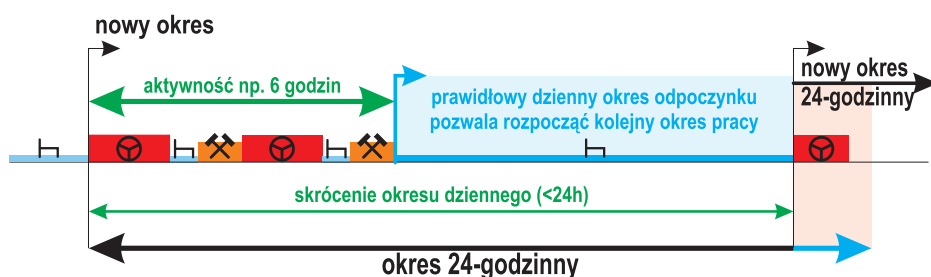 nowy okres
aktywność np. 6 godzin
prawidłowy dzienny okres odpoczynku
pozwala rozpocząć kolejny okres pracy
nowy okres
24-godzinny
skrócenie okresu dziennego (<24h)
okres 24-godzinny